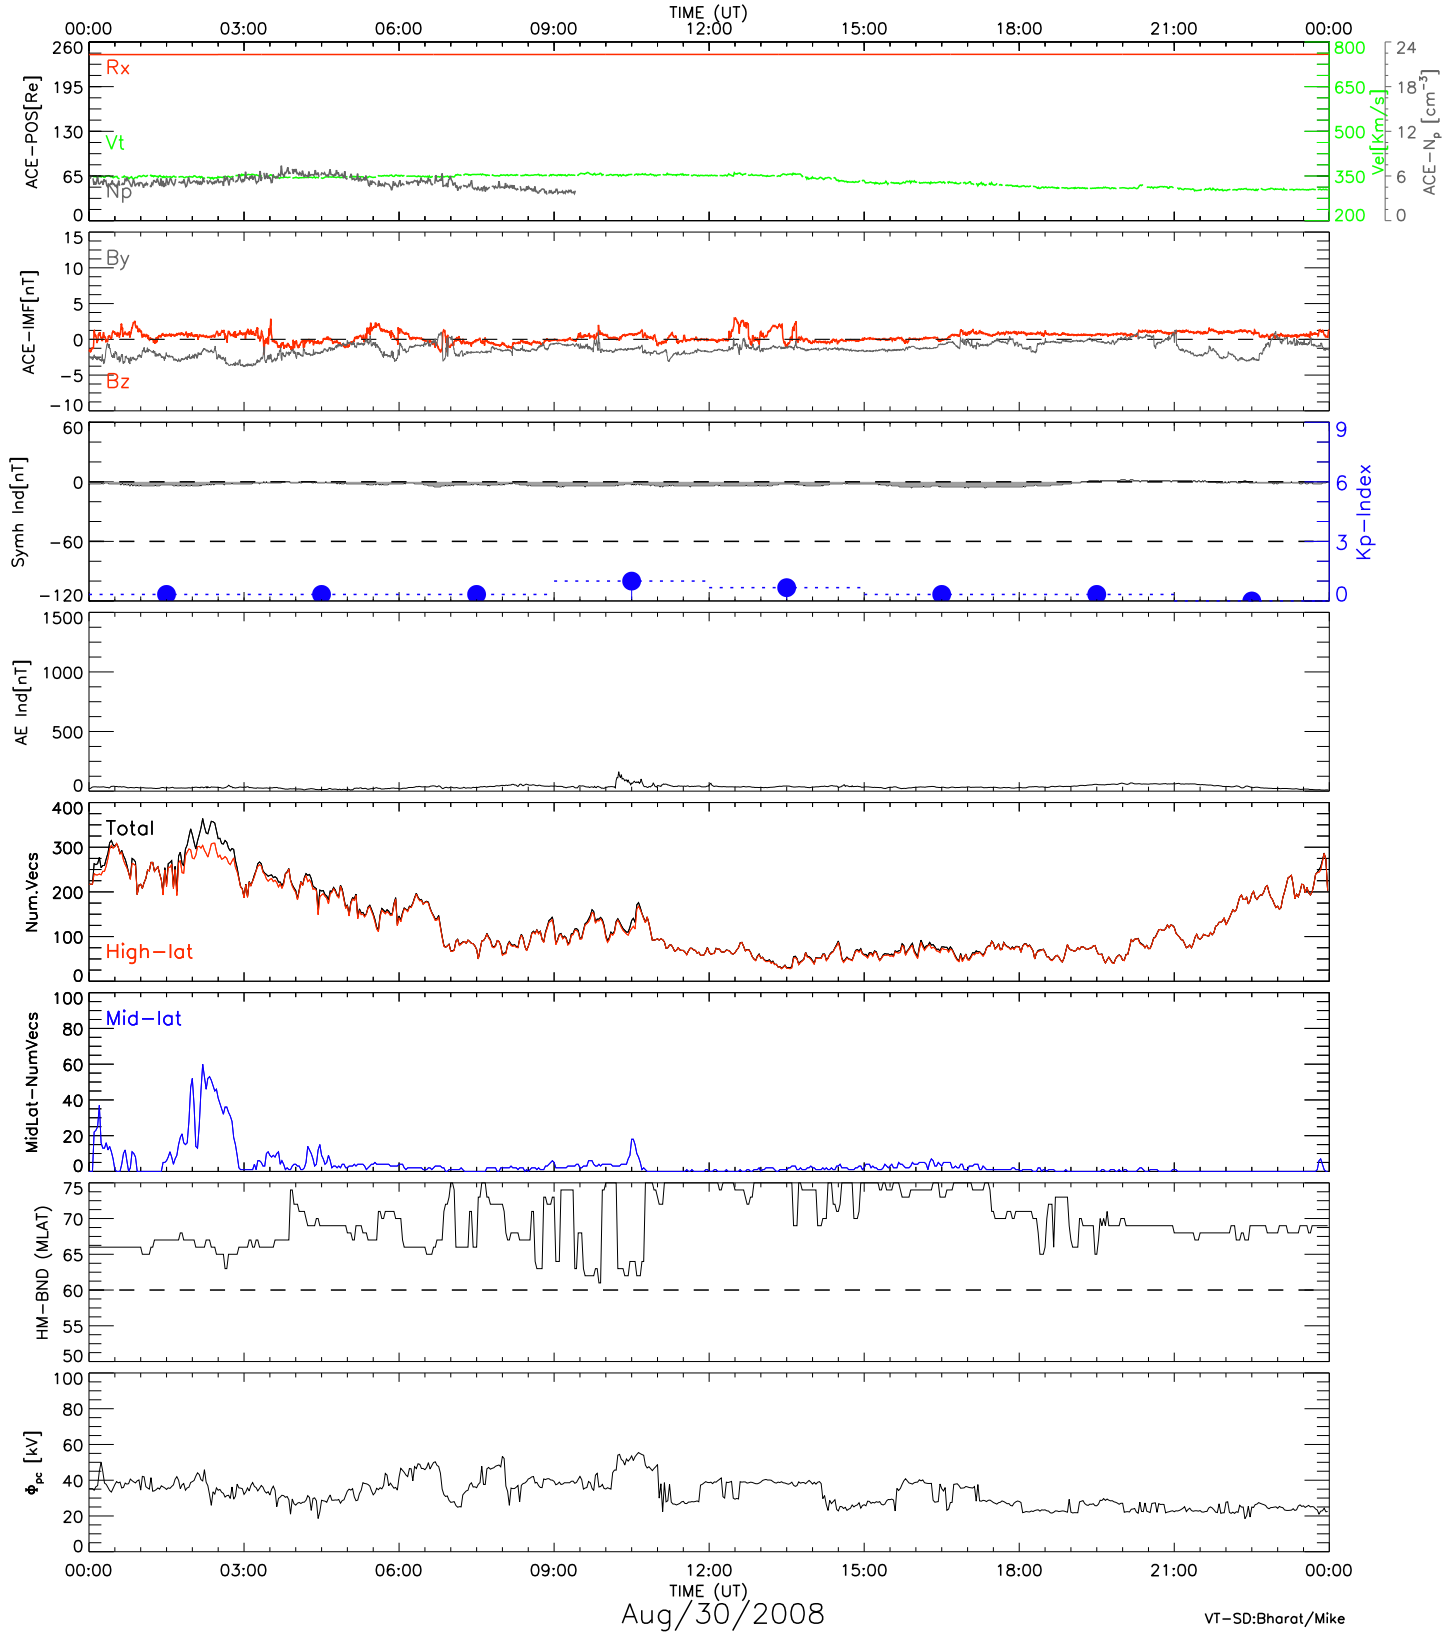 TIME (UT)
00:00 03:00 06:00 09:00 12:00 15:00 18:00 21:00 00:00
ACE-POS[Re]
260
195
130
65
0
Rx
Vt
Np
800
650
500
350
200
Vel[Km/s]
24
18
12
6
0
ACE-Np [cm-3]
ACE-IMF[nT]
15
10
5
0
-5
-10
By
Bz
Symh Ind[nT]
60
0
-60
-120
9
6
3
0
Kp-Index
AE Ind[nT]
1500
1000
500
0
Num.Vecs
400
300
200
100
0
Total
High-lat
MidLat-NumVecs
100
80
60
40
20
0
Mid-lat
HM-BND (MLAT)
75
70
65
60
55
50
Φpc [kV]
100
80
60
40
20
0
00:00 03:00 06:00 09:00 12:00 15:00 18:00 21:00 00:00
TIME (UT)
Aug/30/2008
VT-SD:Bharat/Mike